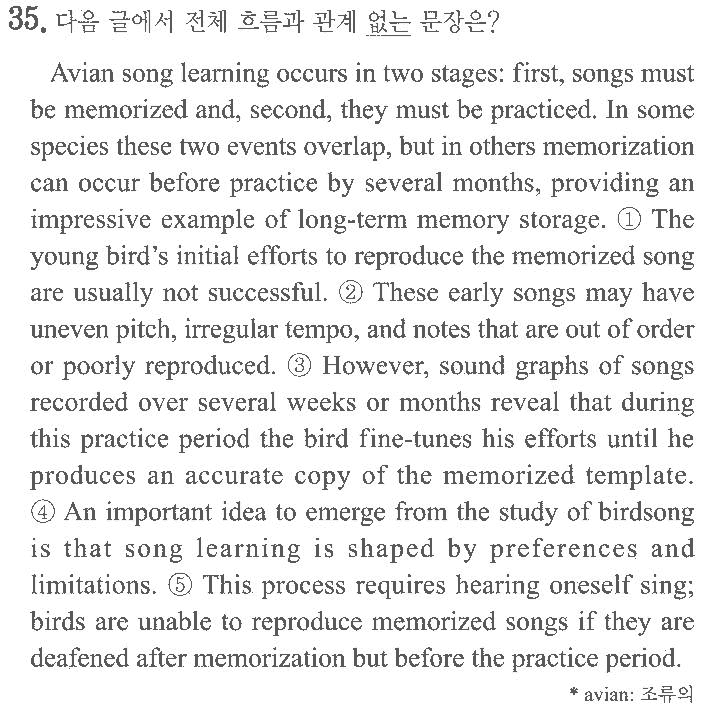 35. 다음 글에서 전체 흐름과 관계 없는 문장은?
Avian song learning occurs in two stages: first, songs must
be memorized and, second, they must be practiced. In some
species these two events overlap, but in others memorization
can occur before practice by several months, providing an
impressive example of long-term memory storage. ① The
young bird's initial efforts to reproduce the memorized song
are usually not successful. ② These early songs may have
uneven pitch, irregular tempo, and notes that are out of order
or poorly reproduced. ③ However, sound graphs of songs
recorded over several weeks or months reveal that during
this practice period the bird fine-tunes his efforts until he
produces an accurate copy of the memorized template.
④ An important idea to emerge from the study of birdsong
is that song learning is shaped by preferences and
limitations. ⑤ This process requires hearing oneself sing;
birds are unable to reproduce memorized songs if they are
deafened after memorization but before the practice period.
* avian: 조류의